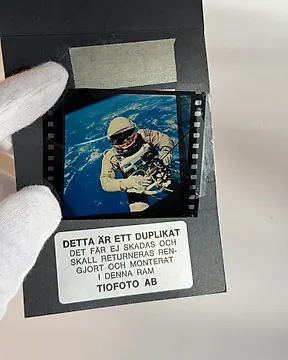 DETTA ÄR ETT DUPLIKAT
DET FÅR EJ SKADAS OCH
SKALL RETURNERAS REN-
GJORT OCH MONTERAT
I DENNA RAM
TIOFOTO AB